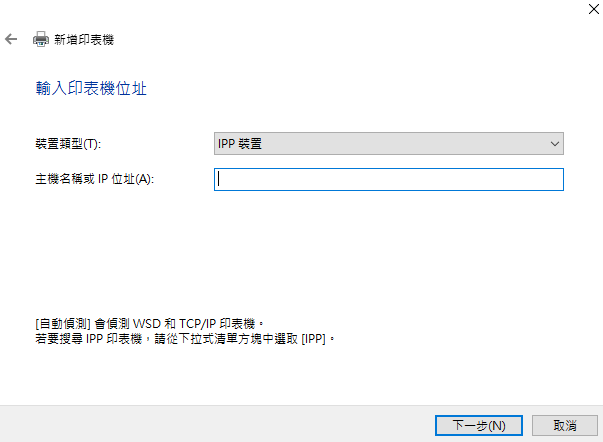 新增印表機
輸入印表機位址
裝置類型(T):
IPP 裝置
主機名稱或 IP 位址(A):
[自動偵測] 會偵測 WSD 和 TCP/IP 印表機。
若要搜尋 IPP 印表機，請從下拉式清單方塊中選取 [IPP]。
下一步(N)
取消